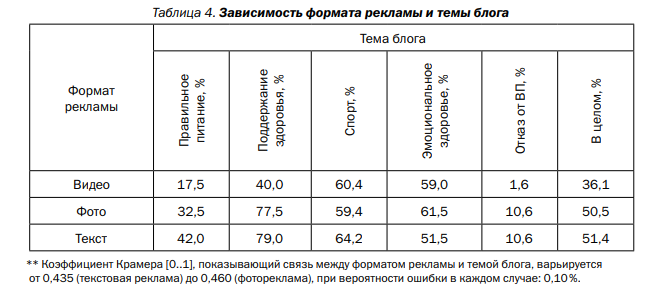 Таблица 4. Зависимость формата рекламы и темы блога
Формат рекламы
Тема блога
Правильное питание, %
Поддержание здоровья, %
Спорт, %
Эмоциональное здоровье, %
Отказ от ВП, %
В целом, %
Видео 17,5 40,0 60,4 59,0 1,6 36,1
Фото 32,5 77,5 59,4 61,5 10,6 50,5
Текст 42,0 79,0 64,2 51,5 10,6 51,4
** Коэффициент Крамера [0..1], показывающий связь между форматом рекламы и темой блога, варьируется
от 0,435 (текстовая реклама) до 0,460 (фотореклама), при вероятности ошибки в каждом случае: 0,10 %.